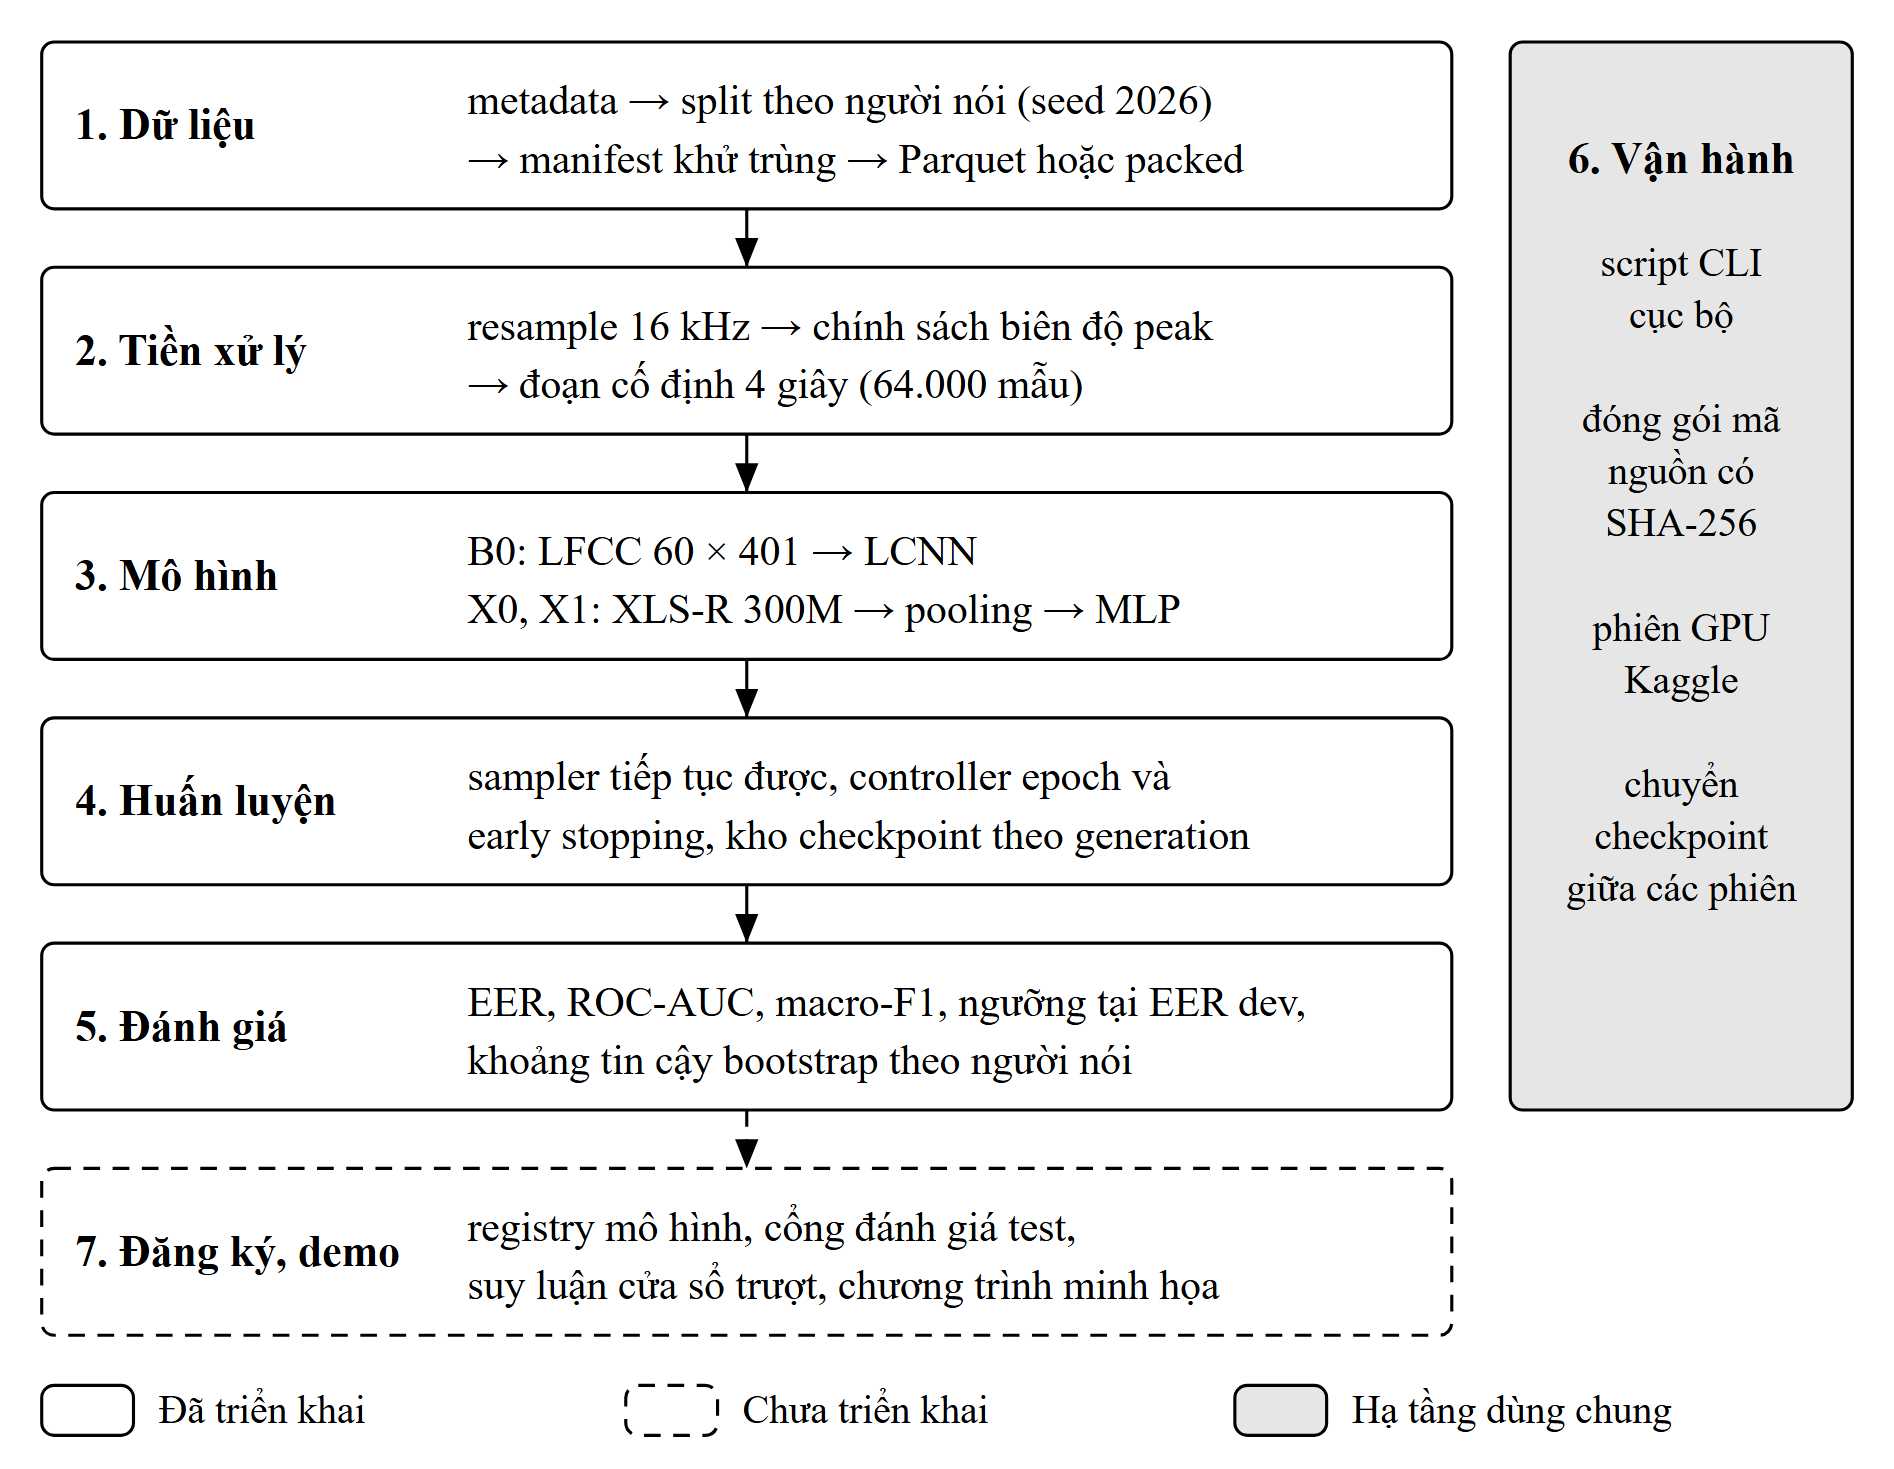 1. Dữ liệu
metadata → split theo người nói (seed 2026)
→ manifest khử trùng → Parquet hoặc packed
2. Tiền xử lý
resample 16 kHz → chính sách biên độ peak
→ đoạn cố định 4 giây (64.000 mẫu)
3. Mô hình
B0: LFCC 60 × 401 → LCNN
X0, X1: XLS-R 300M → pooling → MLP
4. Huấn luyện
sampler tiếp tục được, controller epoch và
early stopping, kho checkpoint theo generation
5. Đánh giá
EER, ROC-AUC, macro-F1, ngưỡng tại EER dev,
khoảng tin cậy bootstrap theo người nói
6. Vận hành
script CLI
cục bộ
đóng gói mã
nguồn có
SHA-256
phiên GPU
Kaggle
chuyển
checkpoint
giữa các phiên
7. Đăng ký, demo
registry mô hình, cổng đánh giá test,
suy luận cửa sổ trượt, chương trình minh họa
Đã triển khai
Chưa triển khai
Hạ tầng dùng chung